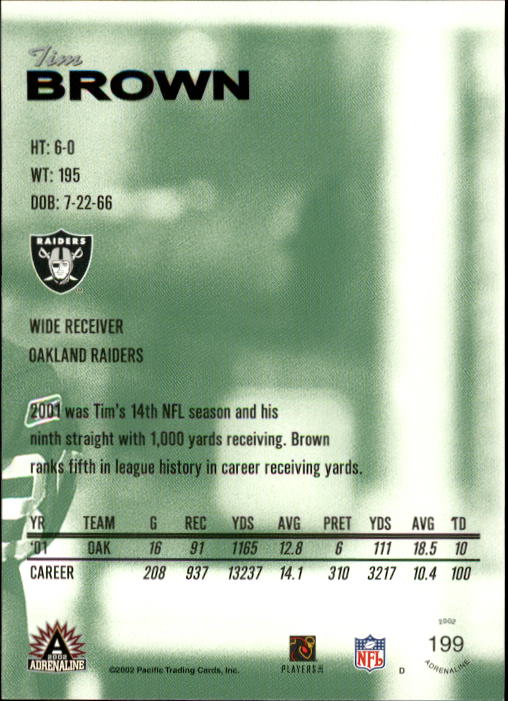 Tim
BROWN
HT: 6-0
WT: 195
DOB: 7-22-66
RAIDERS
WIDE RECEIVER
OAKLAND RAIDERS
2001 was Tim's 14th NFL season and his
ninth straight with 1,000 yards receiving. Brown
ranks fifth in league history in career receiving yards.
YR TEAM G REC YDS AVG PRET YDS AVG TD
'01 OAK 16 91 1165 12.8 6 111 18.5 10
CAREER 208 937 13237 14.1 310 3217 10.4 100
A
2002
ADRENALINE
©2002 Pacific Trading Cards, Inc.
PLAYERS INC
NFL
D
2002
199
ADRENALINE